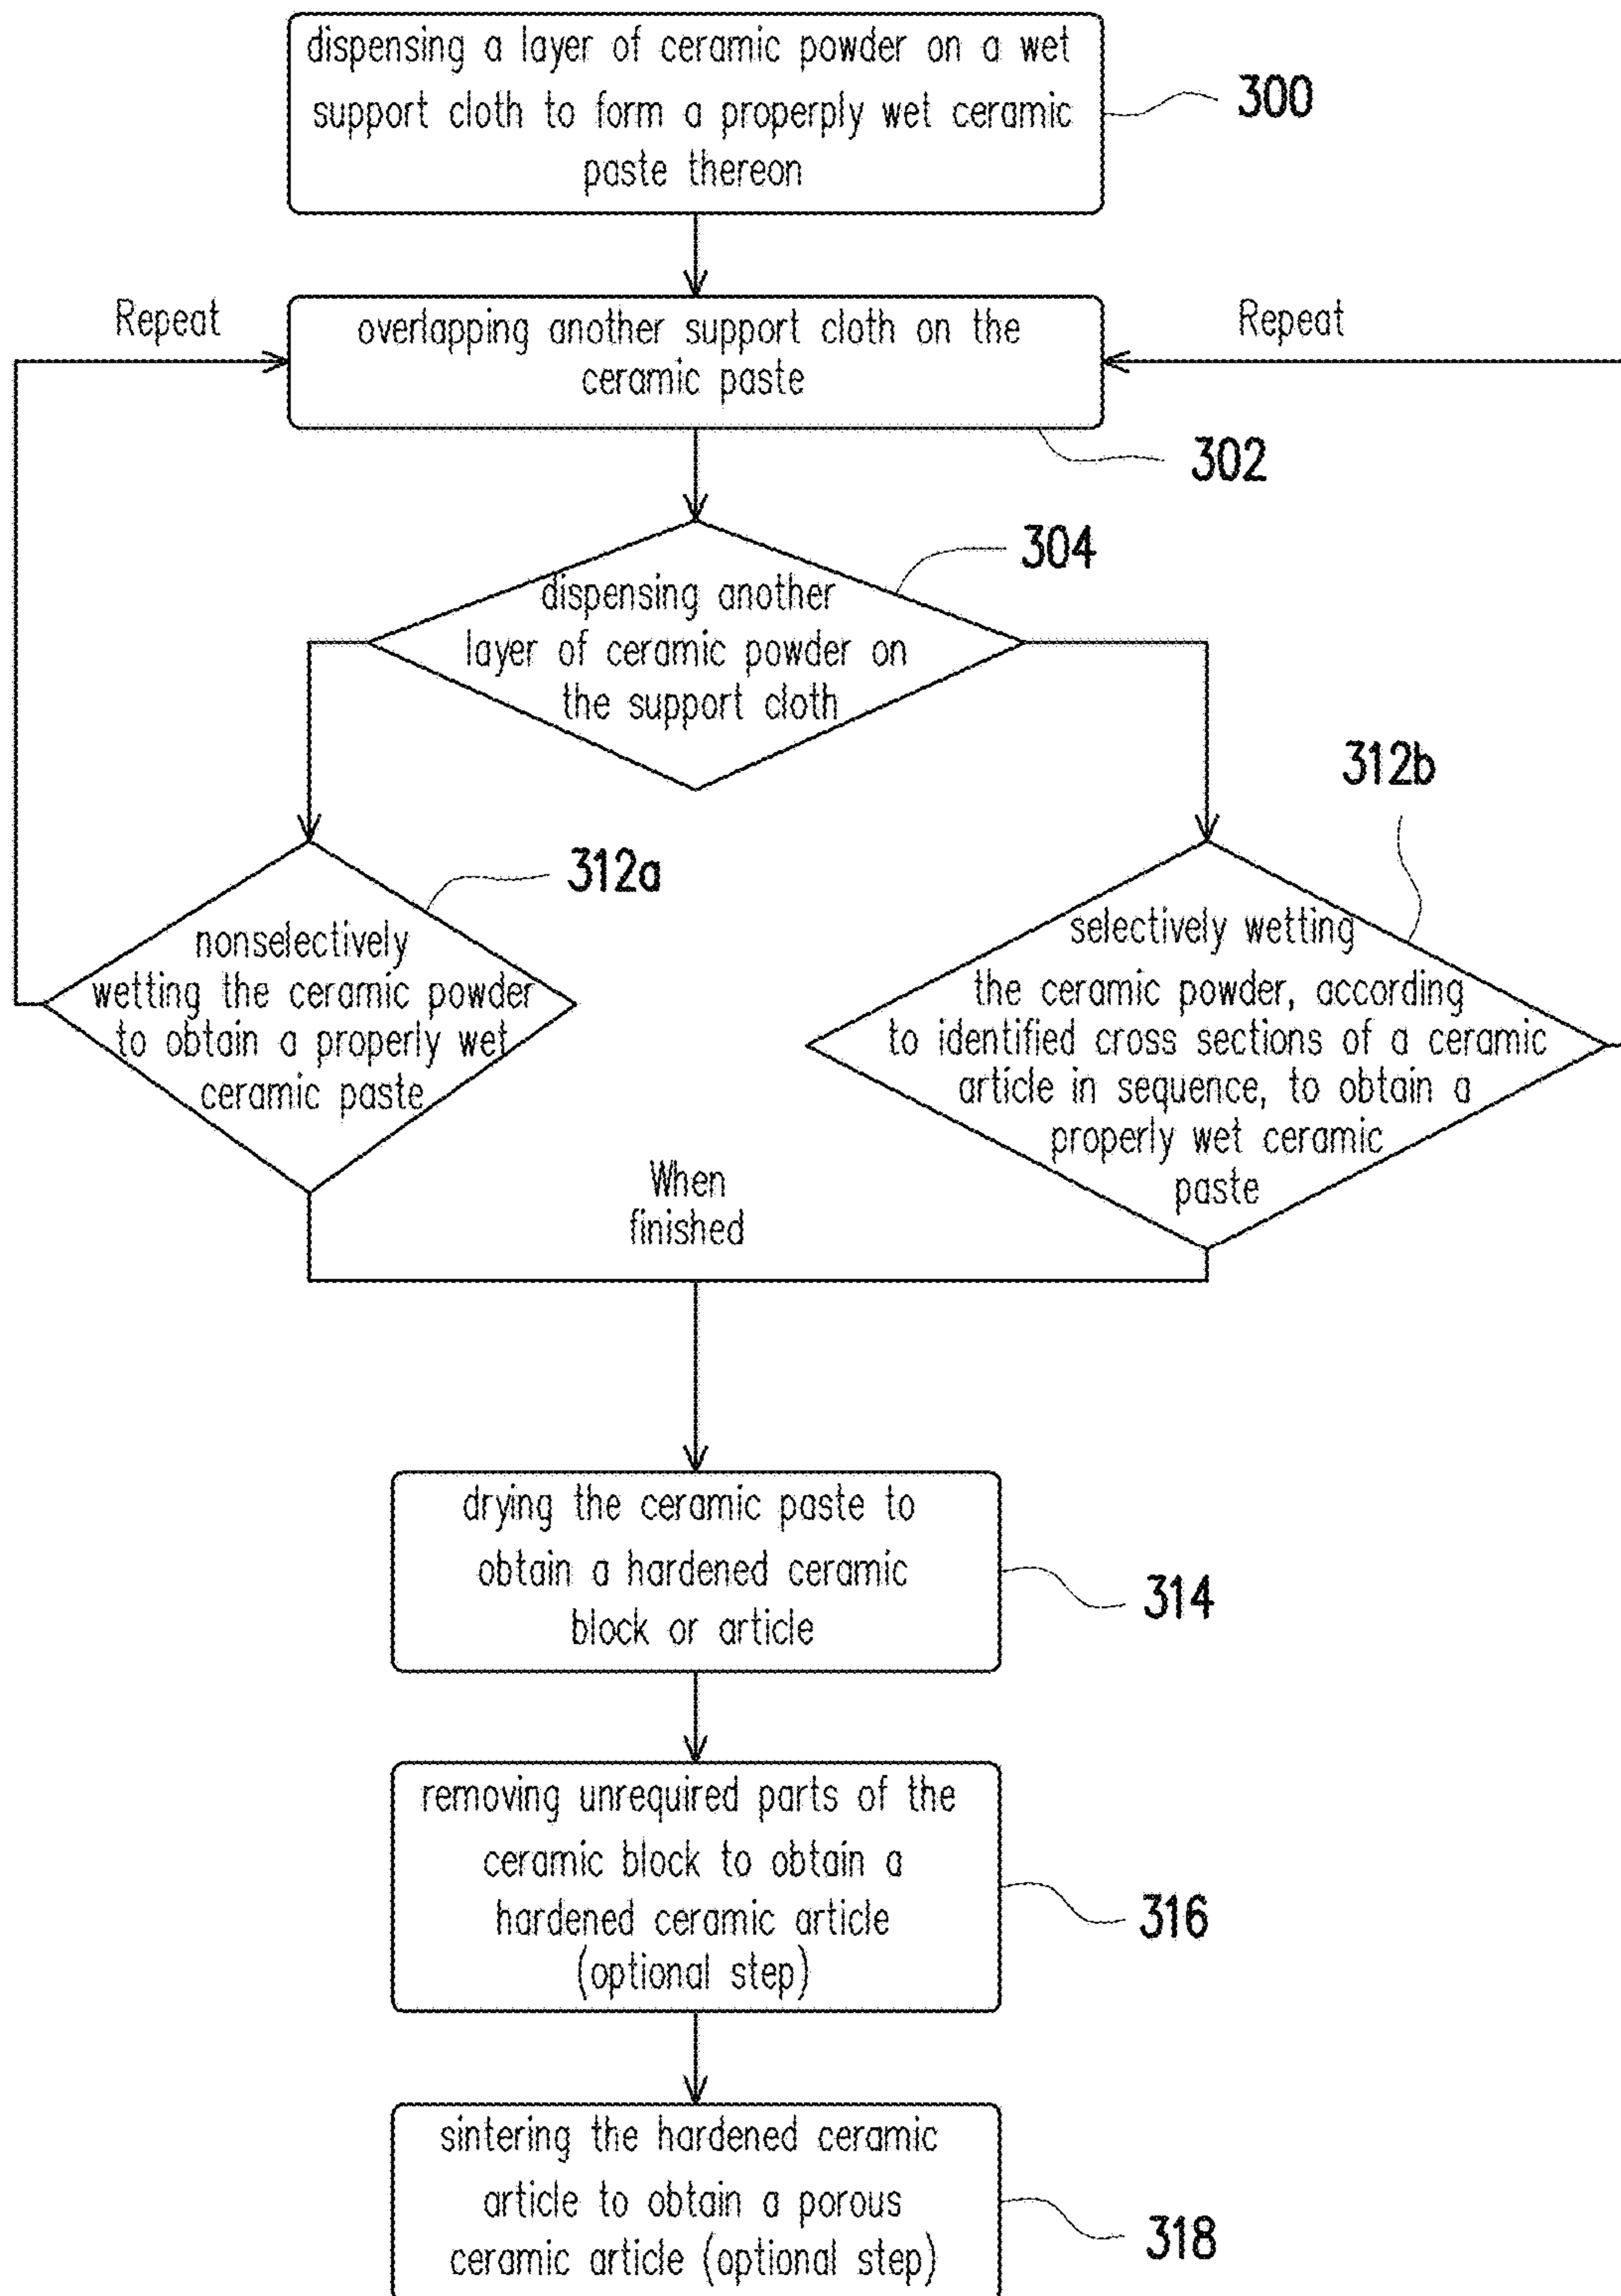 dispensing a layer of ceramic powder on a wet
support cloth to form a properply wet ceramic
paste thereon
300
Repeat
overlapping another support cloth on the
ceramic paste
Repeat
302
304
dispensing another
layer of ceramic powder on
the support cloth
312b
312a
nonselectively
wetting the ceramic powder
to obtain a properly wet
ceramic paste
selectively wetting
the ceramic powder, according
to identified cross sections of a ceramic
article in sequence, to obtain a
properly wet ceramic
paste
When
finished
drying the ceramic paste to
obtain a hardened ceramic
block or article
314
removing unrequired parts of the
ceramic block to obtain a
hardened ceramic article
(optional step)
316
sintering the hardened ceramic
article to obtain a porous
ceramic article (optional step)
318